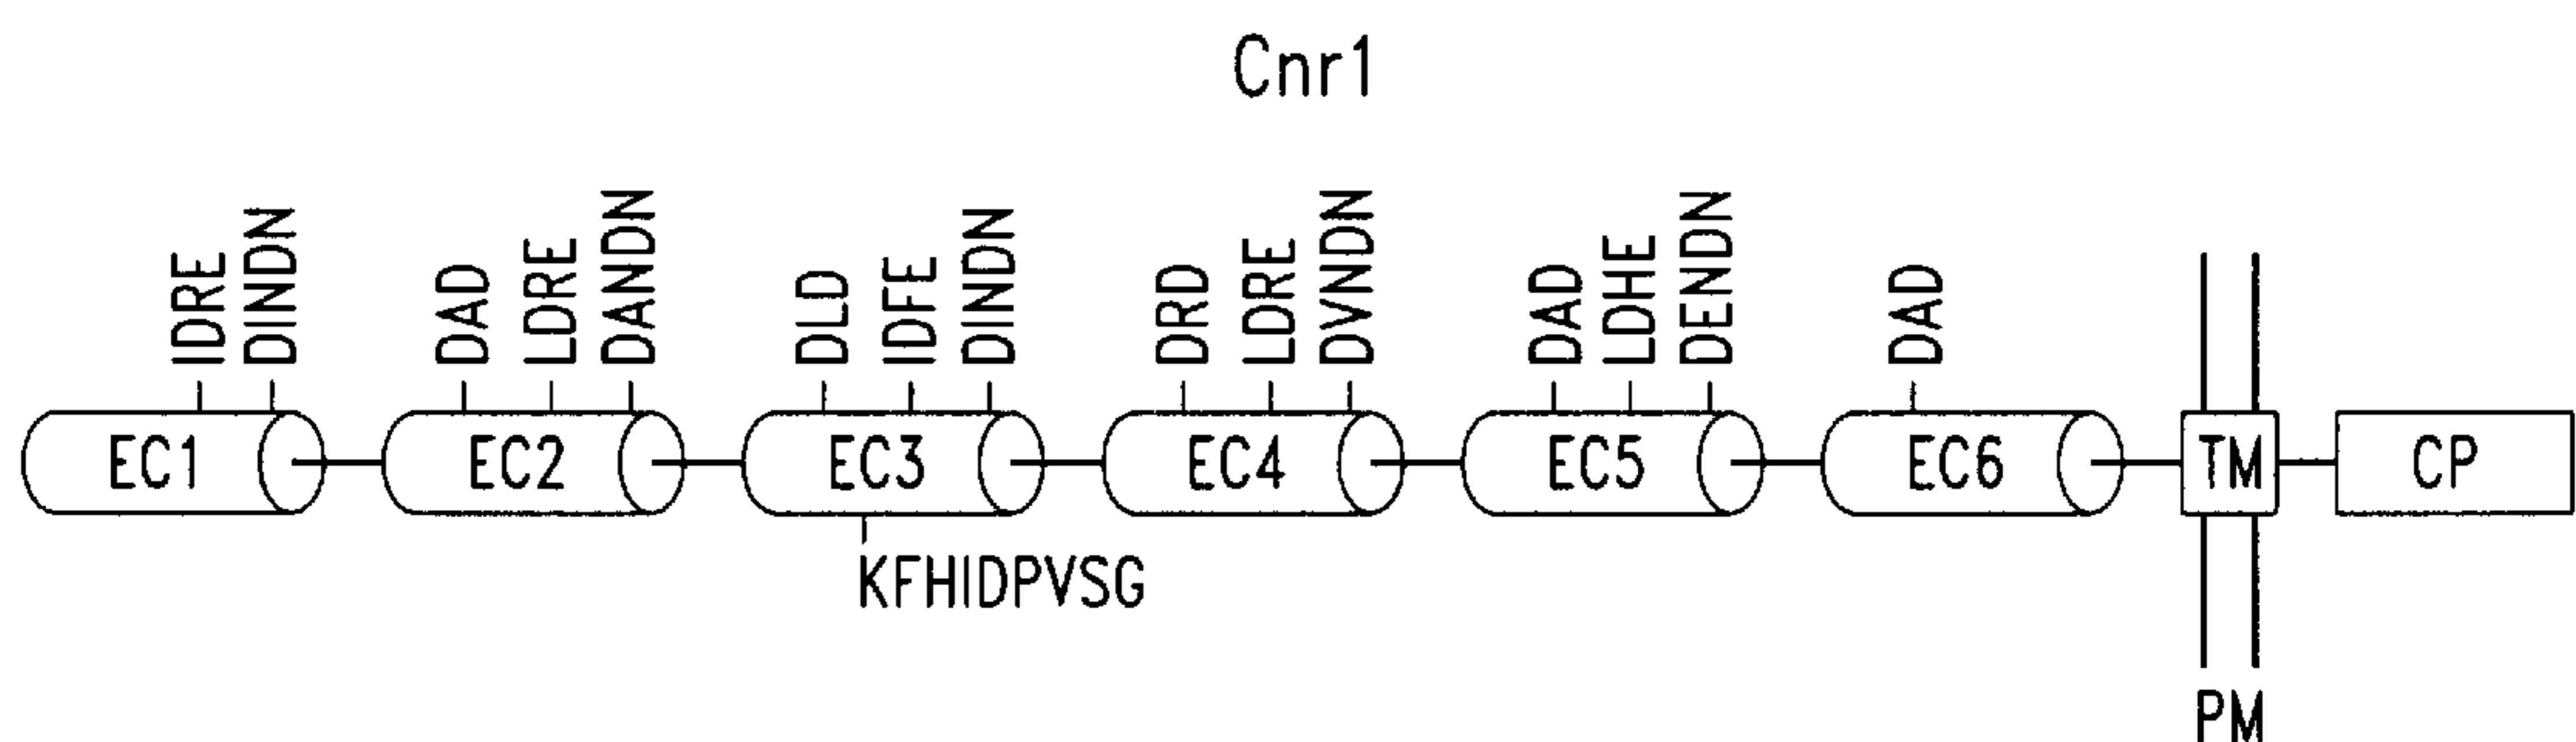 Cnr1
IDRE
DINDN
DAD
LDRE
DANDN
DLD
IDFE
DINDN
DRD
LDRE
DVNDN
DAD
LDHE
DENDN
DAD
EC1
EC2
EC3
EC4
EC5
EC6
TM
CP
KFHIDPVSG
PM